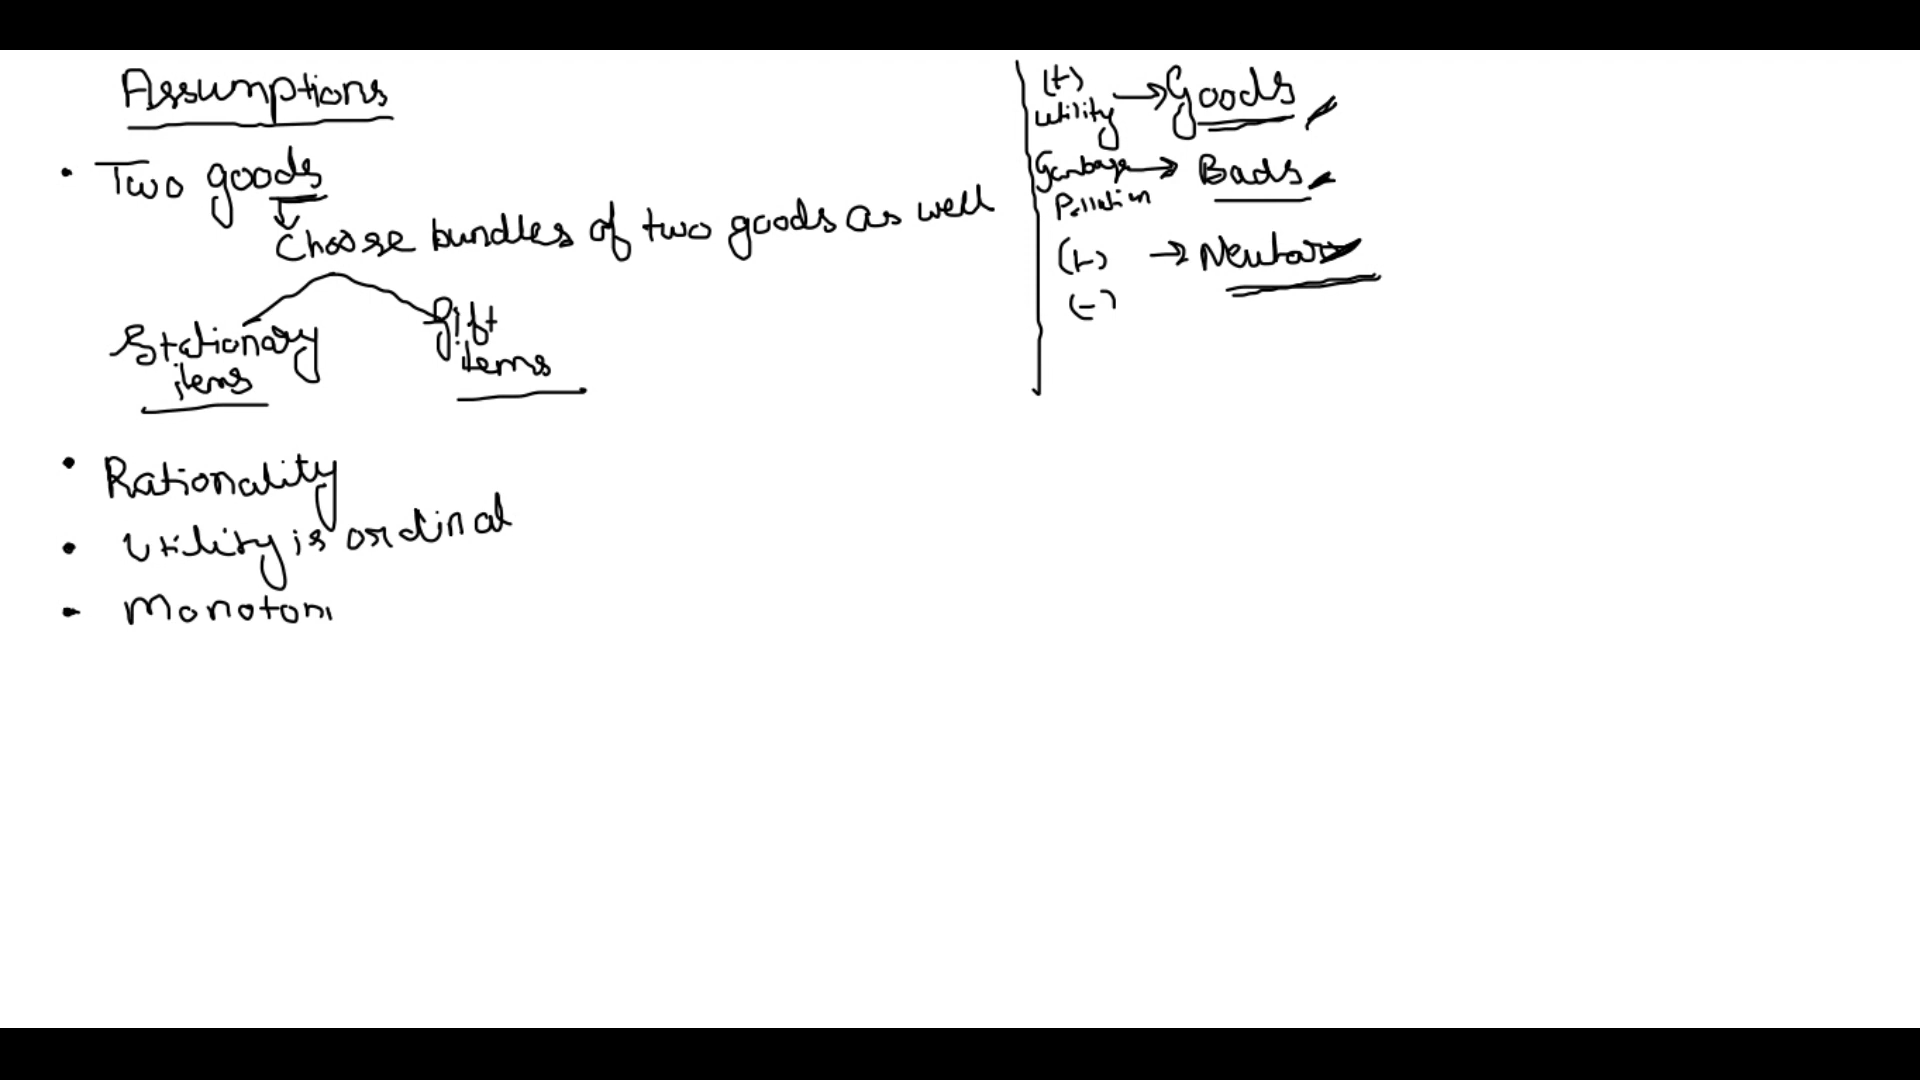 Assumptions
• Two goods
Choose bundles of two goods as well
Stationary
items
Gift
items
• Rationality
• Utility is ordinal
• Monotoni
(+)
utility → Goods
Garbage → Bads
Pollution
(+) →
(-)